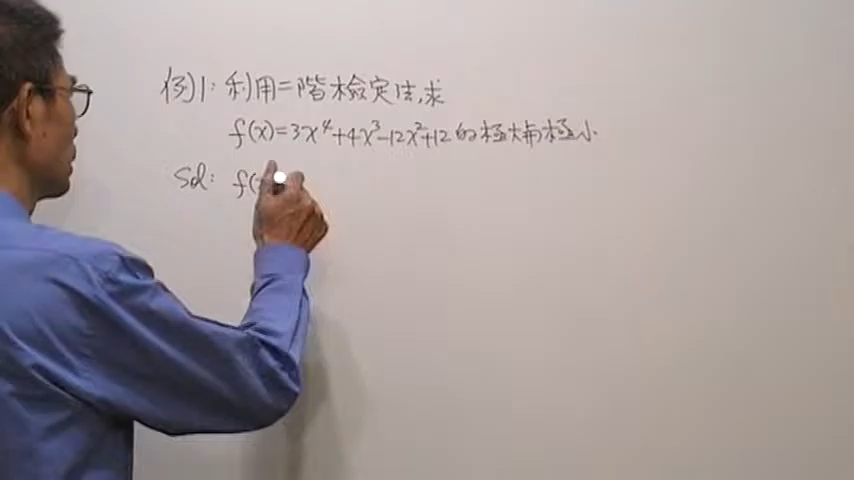 例1: 利用二階檢定法,求
f(x)=3x⁴+4x³-12x²+12 的極大與極小
Sol: f(